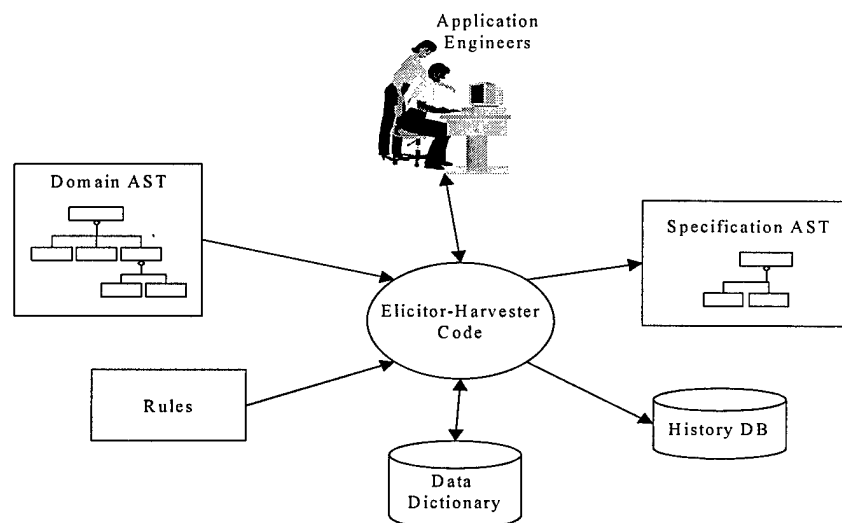 Application
Engineers
Domain AST
Specification AST
Elicitor-Harvester
Code
Rules
History DB
Data
Dictionary